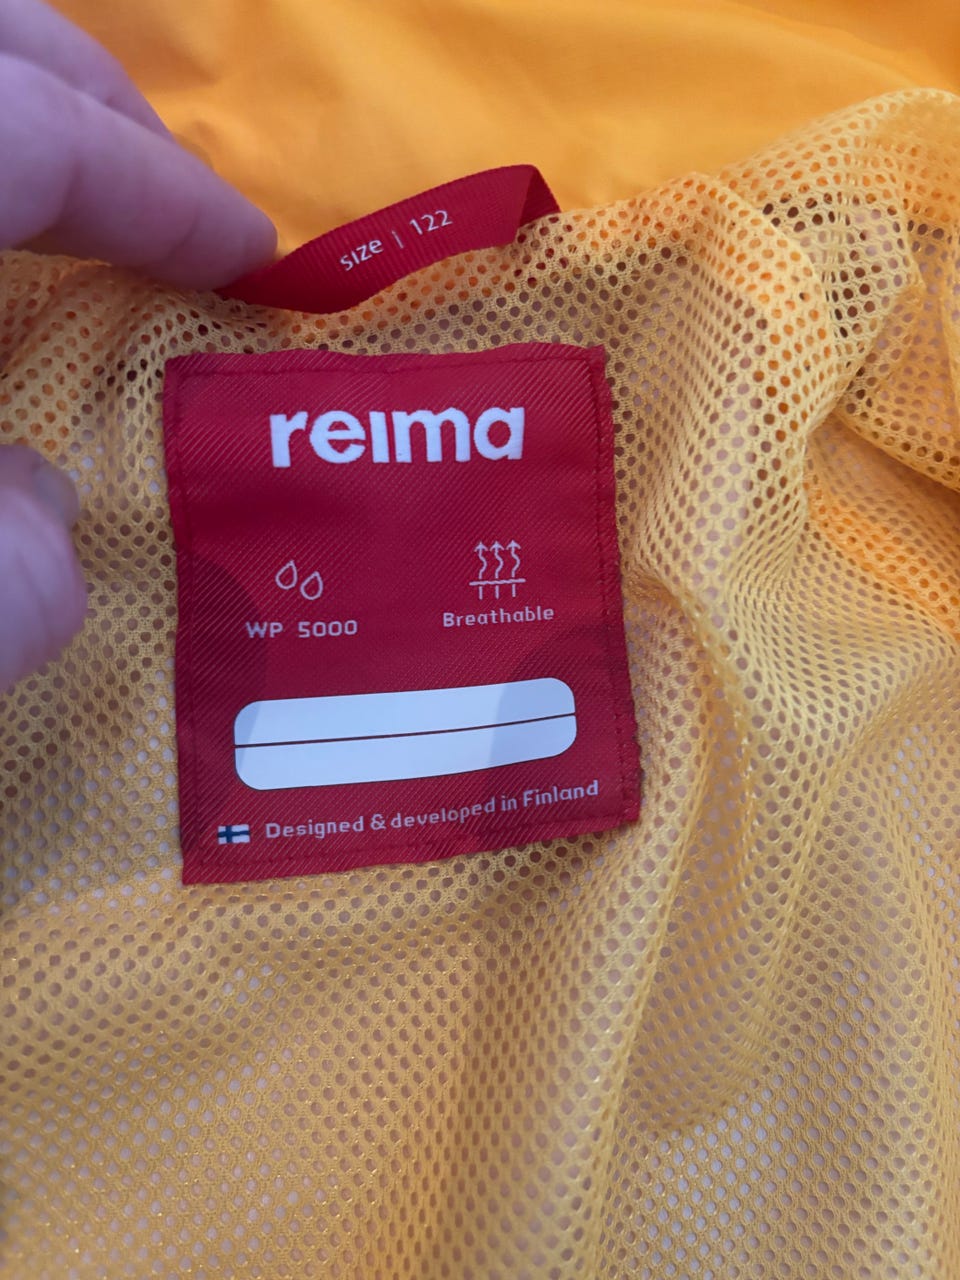 size | 122
reima
WP 5000
Breathable
Designed & developed in Finland